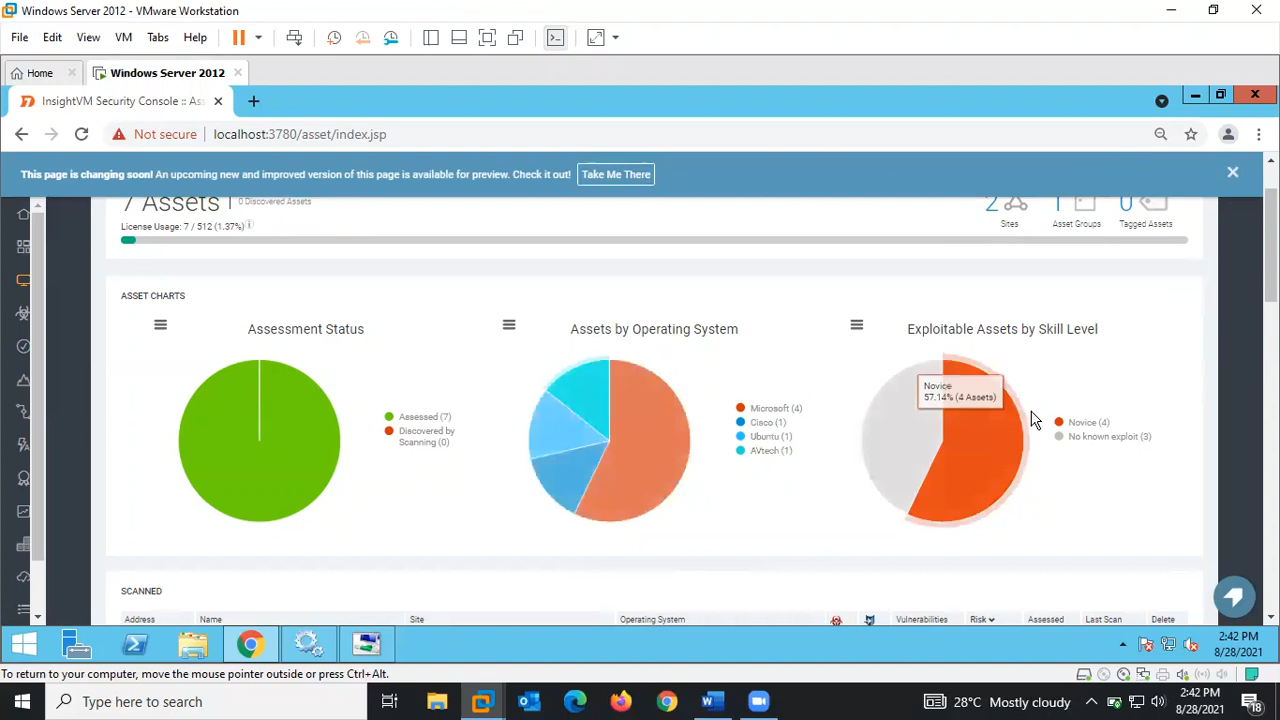 Windows Server 2012 - VMware Workstation
File Edit View VM Tabs Help
Home Windows Server 2012
InsightVM Security Console :: Ass
Not secure localhost:3780/asset/index.jsp
This page is changing soon! An upcoming new and improved version of this page is available for preview. Check it out! Take Me There
7 Assets 0 Discovered Assets
2 1 0
License Usage: 7 / 512 (1.37%)
Sites Asset Groups Tagged Assets
ASSET CHARTS
Assessment Status
Assessed (7)
Discovered by
Scanning (0)
Assets by Operating System
Microsoft (4)
Cisco (1)
Ubuntu (1)
AVtech (1)
Exploitable Assets by Skill Level
Novice
57.14% (4 Assets)
Novice (4)
No known exploit (3)
SCANNED
Address Name Site Operating System Vulnerabilities Risk Assessed Last Scan Delete
2:42 PM
8/28/2021
To return to your computer, move the mouse pointer outside or press Ctrl+Alt.
Type here to search
28°C Mostly cloudy
2:42 PM
8/28/2021
18